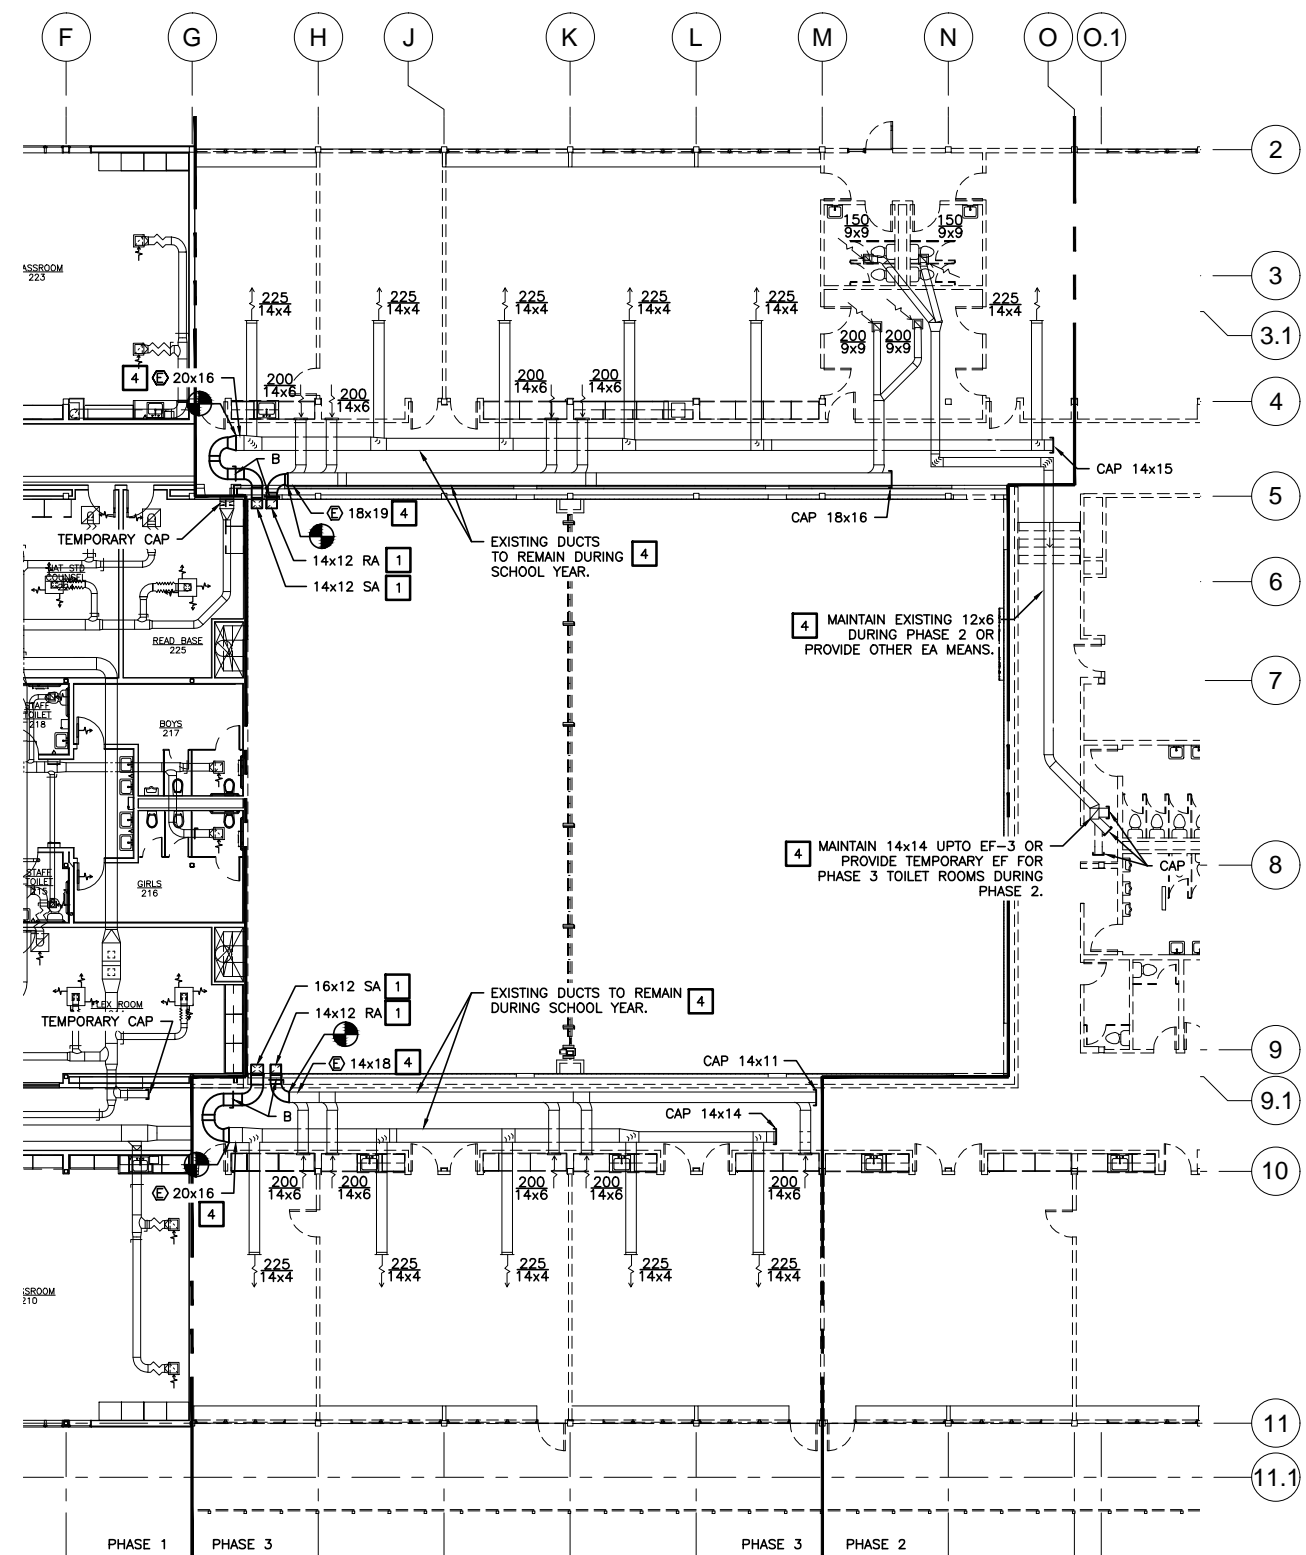 F G H J K L M N O O.1
2
150
9x9
150
9x9
ASSROOM
223
3
225
14x4
225
14x4
225
14x4
225
14x4
225
14x4
225
14x4
3.1
200
9x9
200
9x9
4 E 20x16
200
14x6
200
14x6
200
14x6
200
14x6
4
B
CAP 14x15
5
E 18x19 4
CAP 18x16
TEMPORARY CAP
EXISTING DUCTS
TO REMAIN DURING 4
SCHOOL YEAR.
14x12 RA 1
14x12 SA 1
NAT STD
COUNSEL
6
4 MAINTAIN EXISTING 12x6
DURING PHASE 2 OR
PROVIDE OTHER EA MEANS.
READ BASE
225
7
STAFF
TOILET
218
BOYS
217
4 MAINTAIN 14x14 UPTO EF-3 OR
PROVIDE TEMPORARY EF FOR
PHASE 3 TOILET ROOMS DURING
PHASE 2.
CAP
8
STAFF
TOILET
215
GIRLS
216
16x12 SA 1
14x12 RA 1
EXISTING DUCTS TO REMAIN 4
DURING SCHOOL YEAR.
FLEX ROOM
TEMPORARY CAP
E 14x18 4
CAP 14x11
9
9.1
B
CAP 14x14
10
E 20x16
4
200
14x6
200
14x6
200
14x6
200
14x6
200
14x6
225
14x4
225
14x4
225
14x4
225
14x4
225
14x4
SSROOM
210
11
11.1
PHASE 1 PHASE 3 PHASE 3 PHASE 2